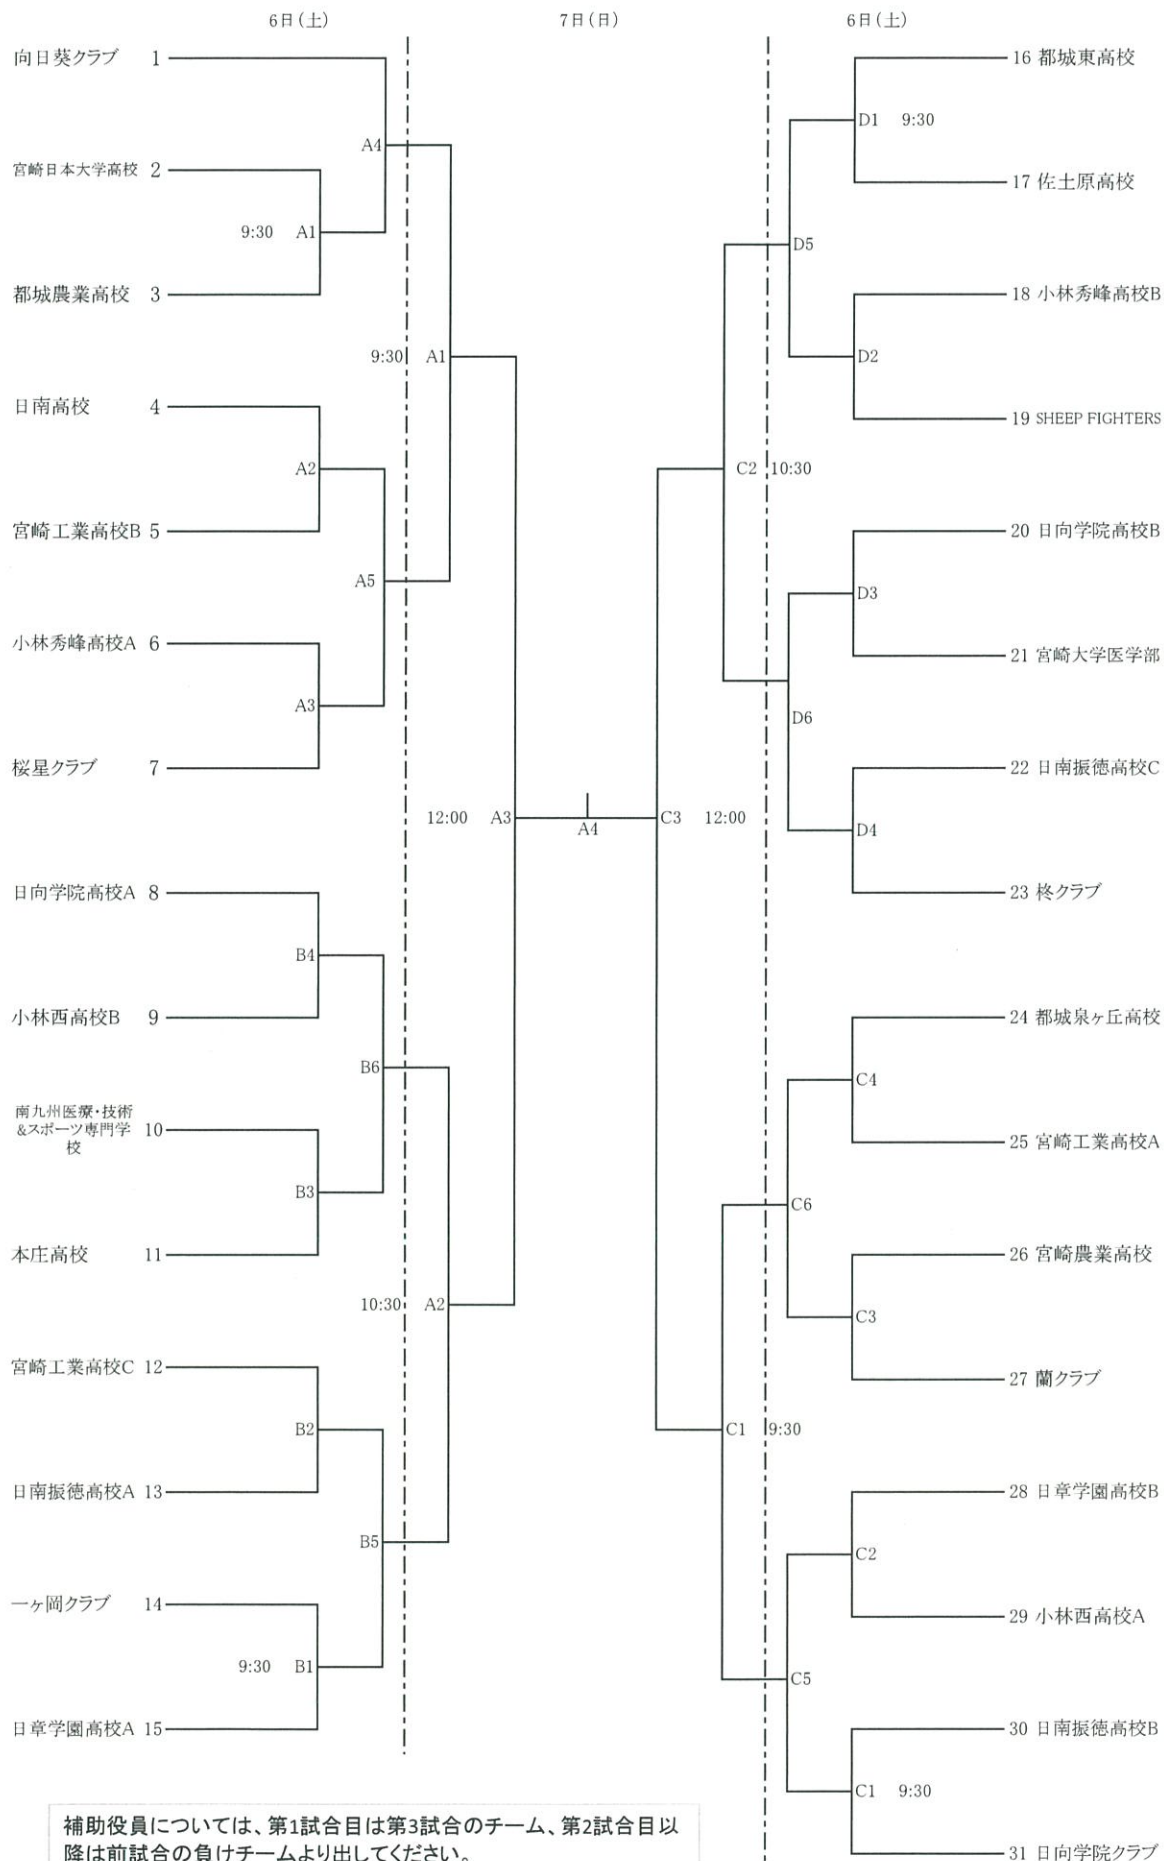 6日(土) 7日(日) 6日(土)
向日葵クラブ 1
A4
宮崎日本大学高校 2
9:30 A1
都城農業高校 3
9:30 A1
日南高校 4
A2
宮崎工業高校B 5
A5
小林秀峰高校A 6
A3
桜星クラブ 7
12:00 A3
A4
C3 12:00
日向学院高校A 8
B4
小林西高校B 9
B6
南九州医療・技術
&スポーツ専門学 10
校
B3
本庄高校 11
10:30 A2
宮崎工業高校C 12
B2
日南振徳高校A 13
B5
一ヶ岡クラブ 14
9:30 B1
日章学園高校A 15
16 都城東高校
D1 9:30
17 佐土原高校
D5
18 小林秀峰高校B
D2
19 SHEEP FIGHTERS
C2 10:30
20 日向学院高校B
D3
21 宮崎大学医学部
D6
22 日南振徳高校C
D4
23 柊クラブ
24 都城泉ヶ丘高校
C4
25 宮崎工業高校A
C6
26 宮崎農業高校
C3
27 蘭クラブ
C1 9:30
28 日章学園高校B
C2
29 小林西高校A
C5
30 日南振徳高校B
C1 9:30
31 日向学院クラブ
補助役員については、第1試合目は第3試合のチーム、第2試合目以
降は前試合の負けチームより出してください。